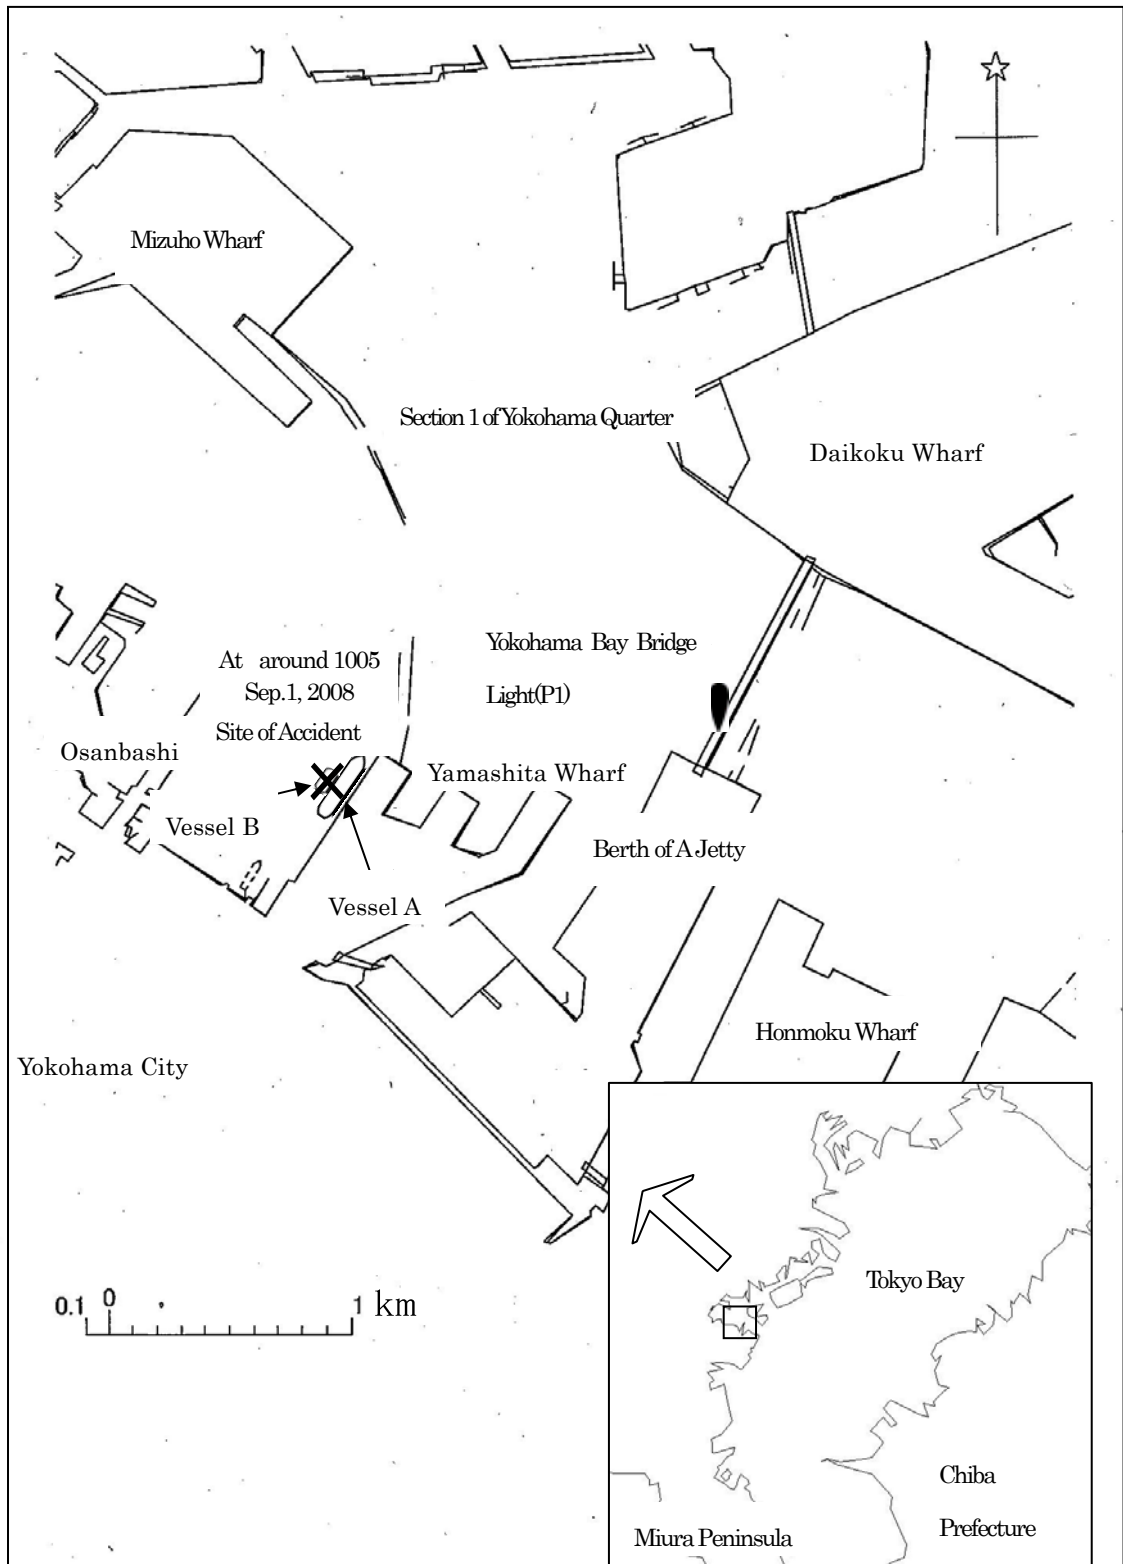 Mizuho Wharf
Section 1 of Yokohama Quarter
Daikoku Wharf
At around 1005
Sep.1, 2008
Site of Accident
Yokohama Bay Bridge
Light(P1)
Osanbashi
Yamashita Wharf
Vessel B
Berth of A Jetty
Vessel A
Honmoku Wharf
Yokohama City
0.1 0 1 km
Tokyo Bay
Chiba
Prefecture
Miura Peninsula